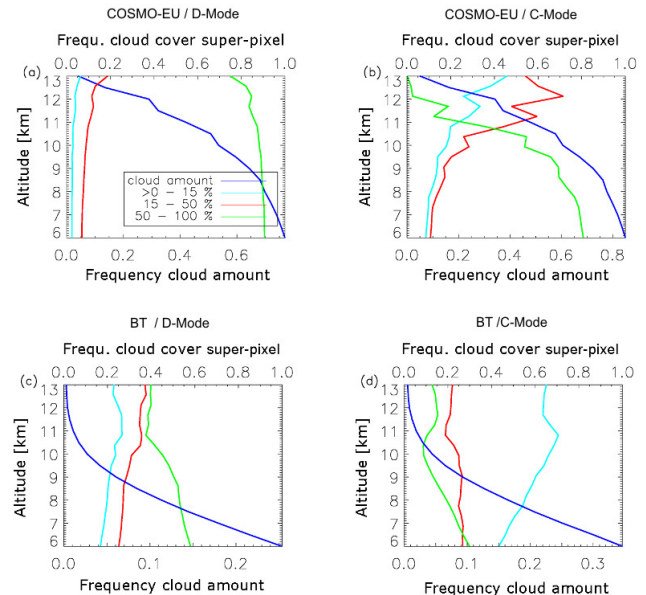 COSMO-EU / D-Mode
Frequ. cloud cover super-pixel
(a) 0.0 0.2 0.4 0.6 0.8 1.0
13
12
11
10
9
8
7
6
Altitude [km]
cloud amount
>0 – 15 %
15 – 50 %
50 – 100 %
0.0 0.2 0.4 0.6
Frequency cloud amount
COSMO-EU / C-Mode
Frequ. cloud cover super-pixel
(b) 0.0 0.2 0.4 0.6 0.8 1.0
13
12
11
10
9
8
7
6
Altitude [km]
0.0 0.2 0.4 0.6 0.8
Frequency cloud amount
BT / D-Mode
Frequ. cloud cover super-pixel
(c) 0.0 0.2 0.4 0.6 0.8 1.0
13
12
11
10
9
8
7
6
Altitude [km]
0.0 0.1 0.2
Frequency cloud amount
BT /C-Mode
Frequ. cloud cover super-pixel
(d) 0.0 0.2 0.4 0.6 0.8 1.0
13
12
11
10
9
8
7
6
Altitude [km]
0.0 0.1 0.2 0.3
Frequency cloud amount